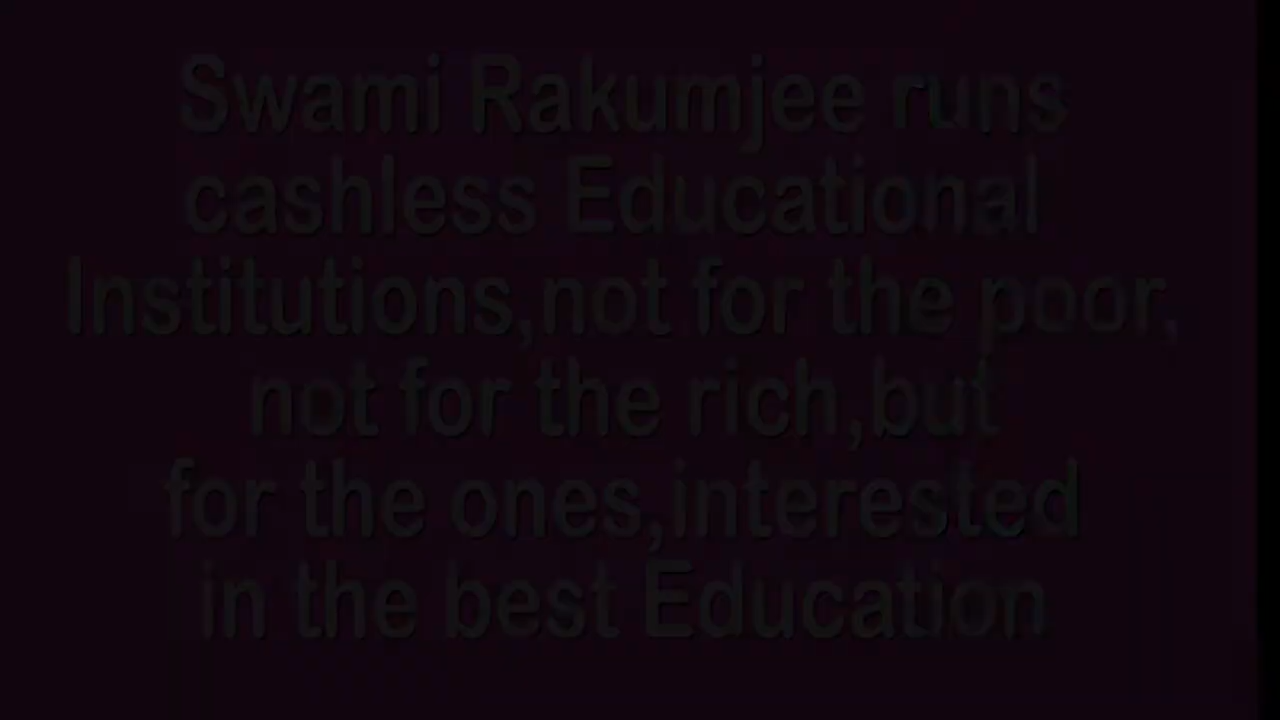 Swami Rakumjee runs
cashless Educational
Institutions,not for the poor,
not for the rich,but
for the ones,interested
in the best Education